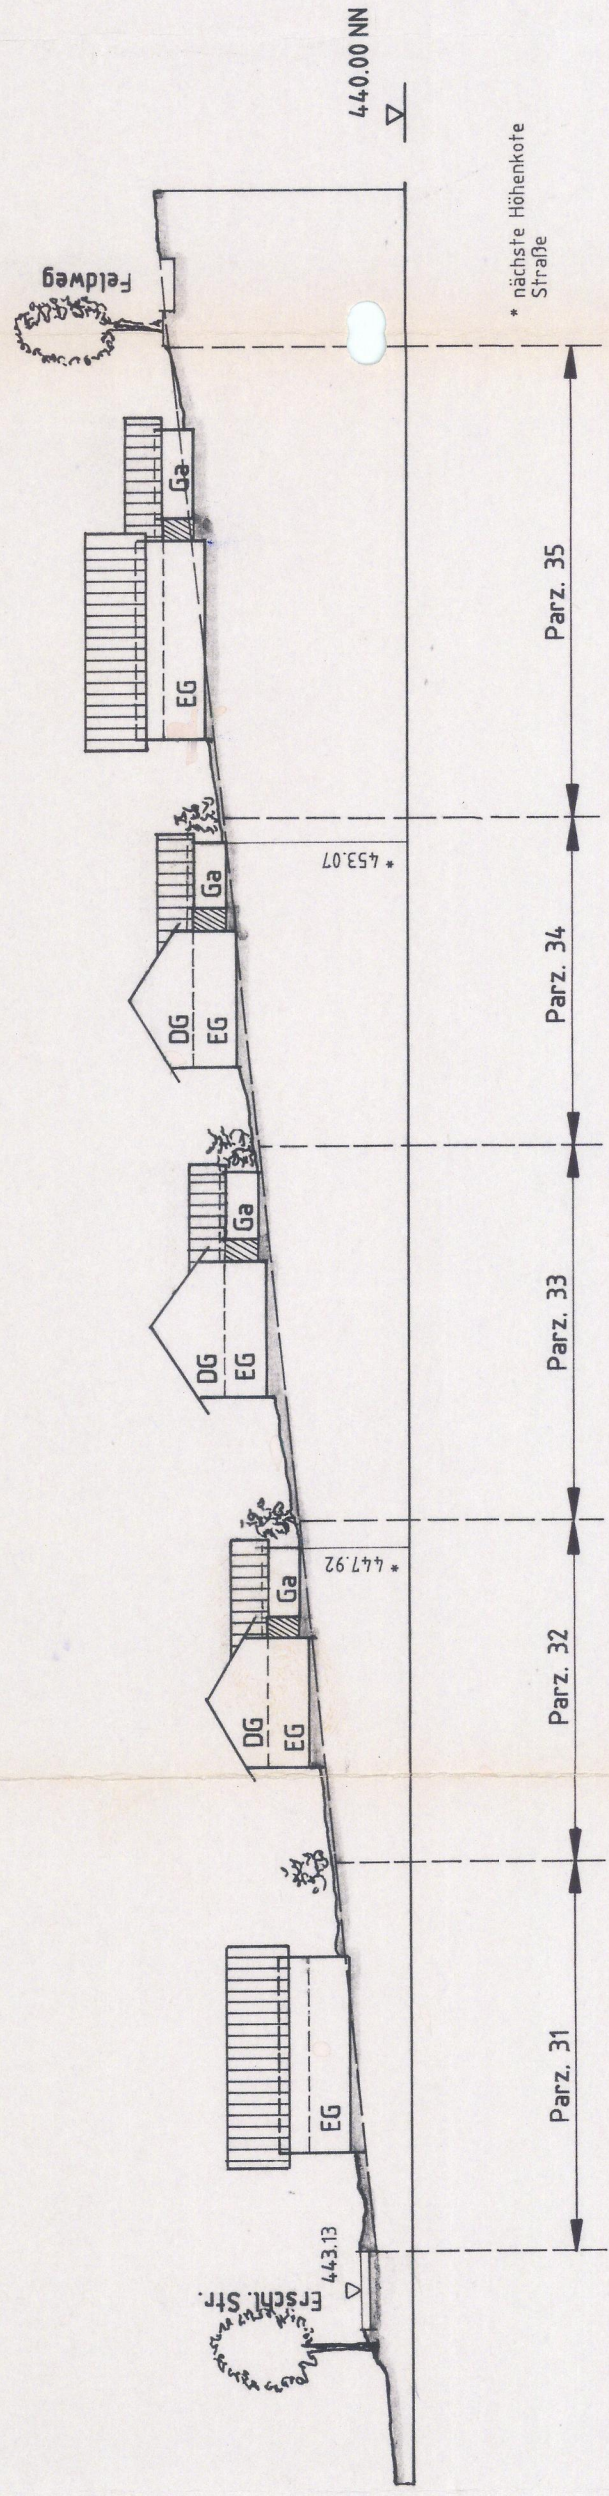 Erschl. Str.
443.13
EG
DG
EG
Ga
* 447.92
DG
EG
Ga
DG
EG
Ga
* 453.07
EG
Ga
Feldweg
440.00 NN
* nächste Höhenkote
Straße
Parz. 31
Parz. 32
Parz. 33
Parz. 34
Parz. 35